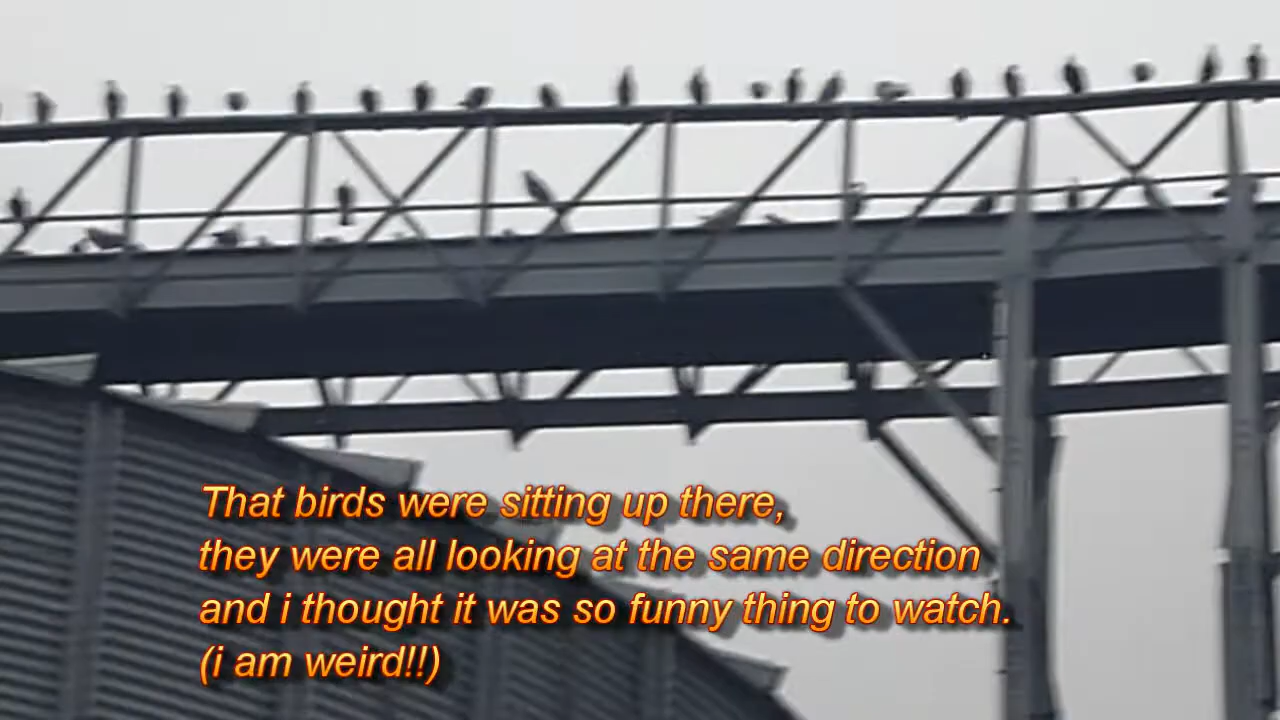 That birds were sitting up there,
they were all looking at the same direction
and i thought it was so funny thing to watch.
(i am weird!!)